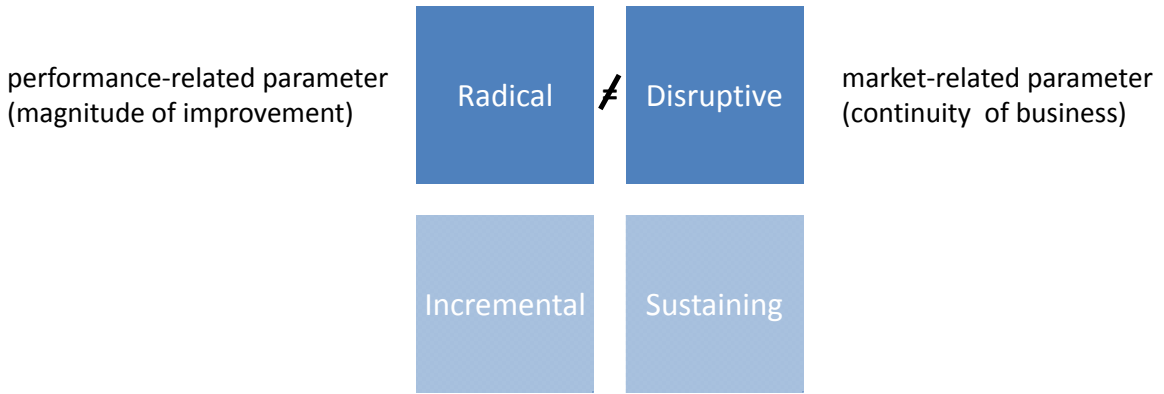 performance-related parameter
(magnitude of improvement)
Radical
≠
Disruptive
market-related parameter
(continuity of business)
Incremental
Sustaining